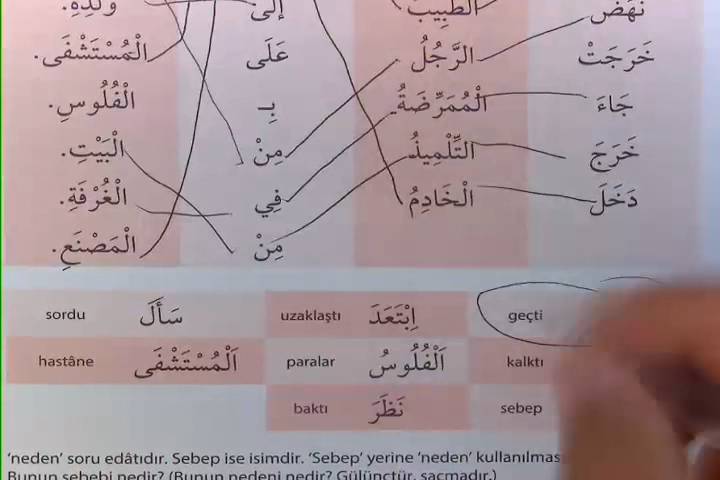 نَهَضَ الطَّبِيبُ إِلَى وَلَدِهِ.
خَرَجَتْ الرَّجُلُ عَلَى الْمُسْتَشْفَى.
جَاءَ الْمُمَرِّضَةُ بِـ الْفُلُوسِ.
خَرَجَ التِّلْمِيذُ مِنْ الْبَيْتِ.
دَخَلَ الْخَادِمُ فِي الْغُرْفَةِ.
مِنْ الْمَصْنَعِ.
sordu سَأَلَ uzaklaştı اِبْتَعَدَ geçti
hastâne اَلْمُسْتَشْفَى paralar اَلْفُلُوسُ kalktı
baktı نَظَرَ sebep
'neden' soru edâtıdır. Sebep ise isimdir. 'Sebep' yerine 'neden' kullanılmas
Bunun sebebi nedir? (Bunun nedeni nedir? Gülünçtür, saçmadır.)